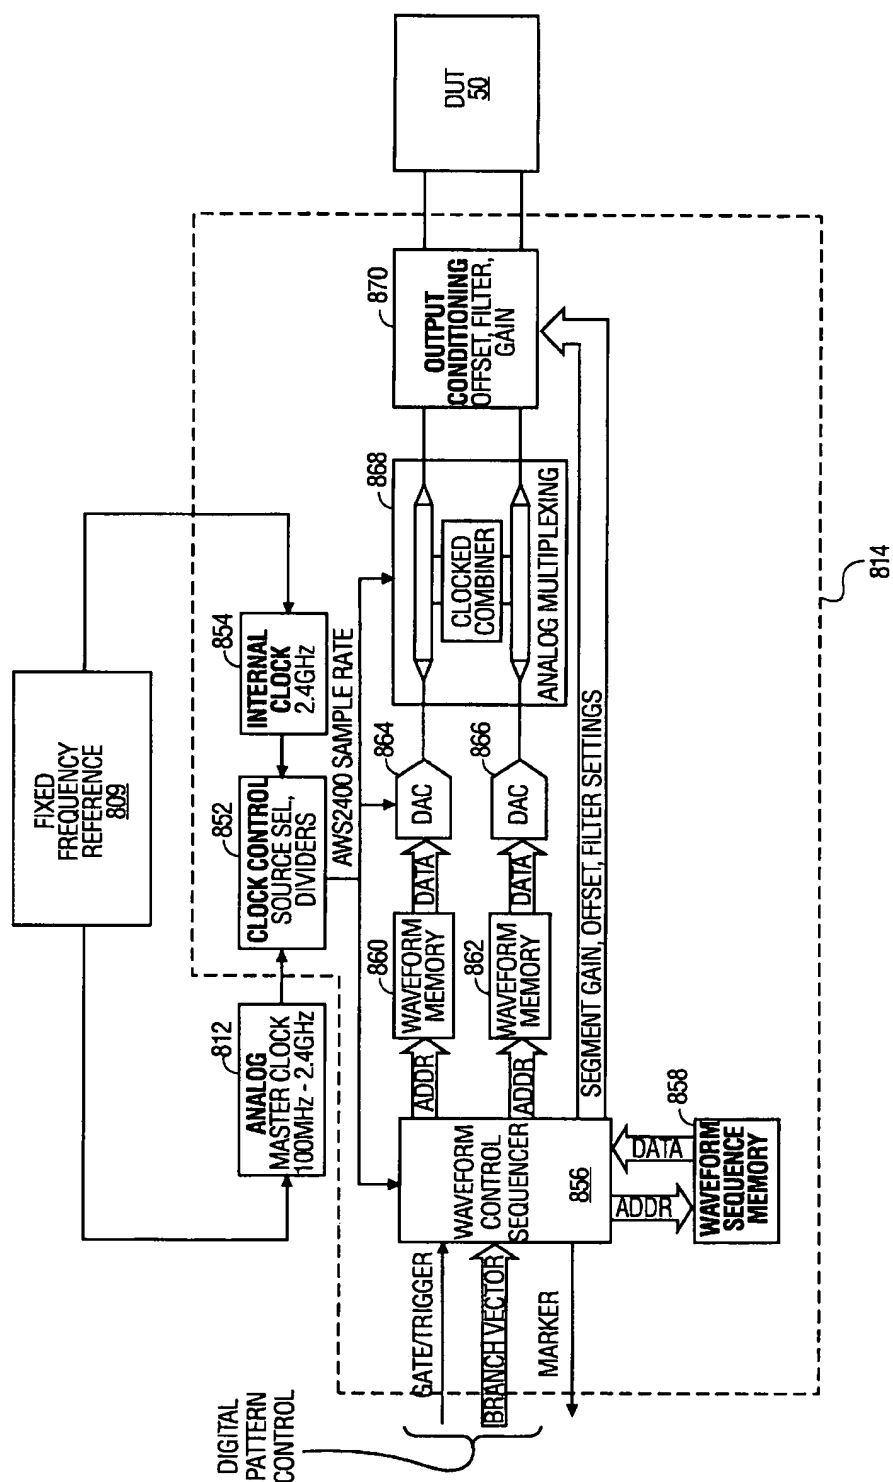 FIXED
FREQUENCY
REFERENCE
809
812
ANALOG
MASTER CLOCK
100MHz - 2.4GHz
852
CLOCK CONTROL
SOURCE SEL,
DIVIDERS
854
INTERNAL
CLOCK
2.4GHz
AWS2400 SAMPLE RATE
DIGITAL
PATTERN
CONTROL
GATE/TRIGGER
BRANCH VECTOR
MARKER
WAVEFORM
CONTROL
SEQUENCER
856
ADDR
860
WAVEFORM
MEMORY
DATA
864
DAC
ADDR
862
WAVEFORM
MEMORY
DATA
866
DAC
868
CLOCKED
COMBINER
ANALOG MULTIPLEXING
870
OUTPUT
CONDITIONING
OFFSET, FILTER,
GAIN
DUT
50
SEGMENT GAIN, OFFSET, FILTER SETTINGS
ADDR
DATA
858
WAVEFORM
SEQUENCE
MEMORY
814